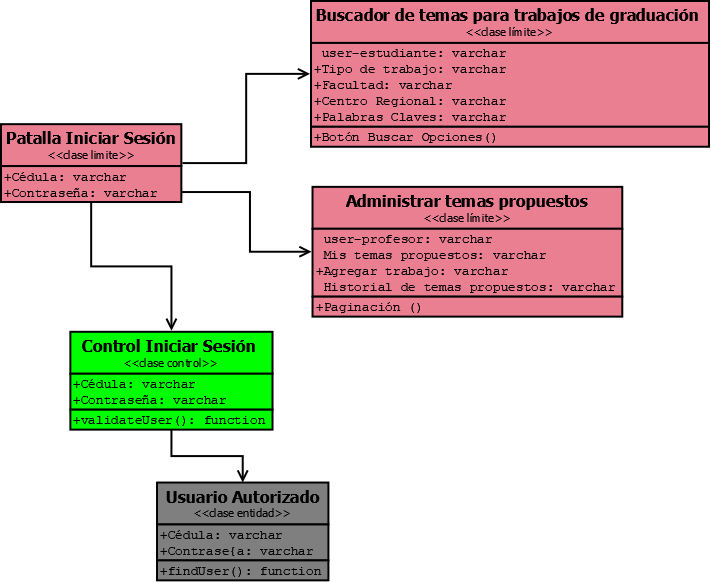 Buscador de temas para trabajos de graduación
<<clase límite>>
user-estudiante: varchar
+Tipo de trabajo: varchar
+Facultad: varchar
+Centro Regional: varchar
+Palabras Claves: varchar
+Botón Buscar Opciones()
Patalla Iniciar Sesión
<<clase límite>>
+Cédula: varchar
+Contraseña: varchar
Administrar temas propuestos
<<clase límite>>
user-profesor: varchar
Mis temas propuestos: varchar
+Agregar trabajo: varchar
Historial de temas propuestos: varchar
+Paginación ()
Control Iniciar Sesión
<<clase control>>
+Cédula: varchar
+Contraseña: varchar
+validateUser(): function
Usuario Autorizado
<<clase entidad>>
+Cédula: varchar
+Contrase{a: varchar
+findUser(): function